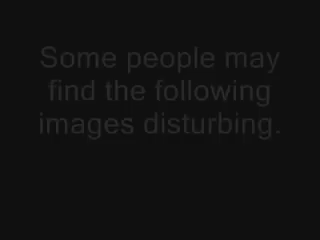 Some people may
find the following
images disturbing.